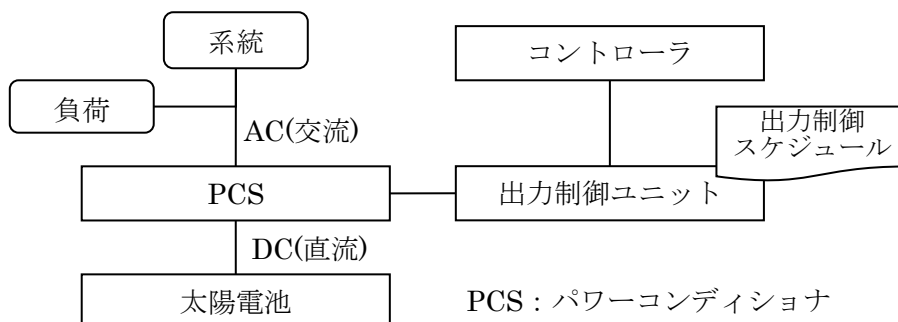 系統
コントローラ
負荷
出力制御
スケジュール
AC(交流)
PCS
出力制御ユニット
DC(直流)
太陽電池
PCS：パワーコンディショナ